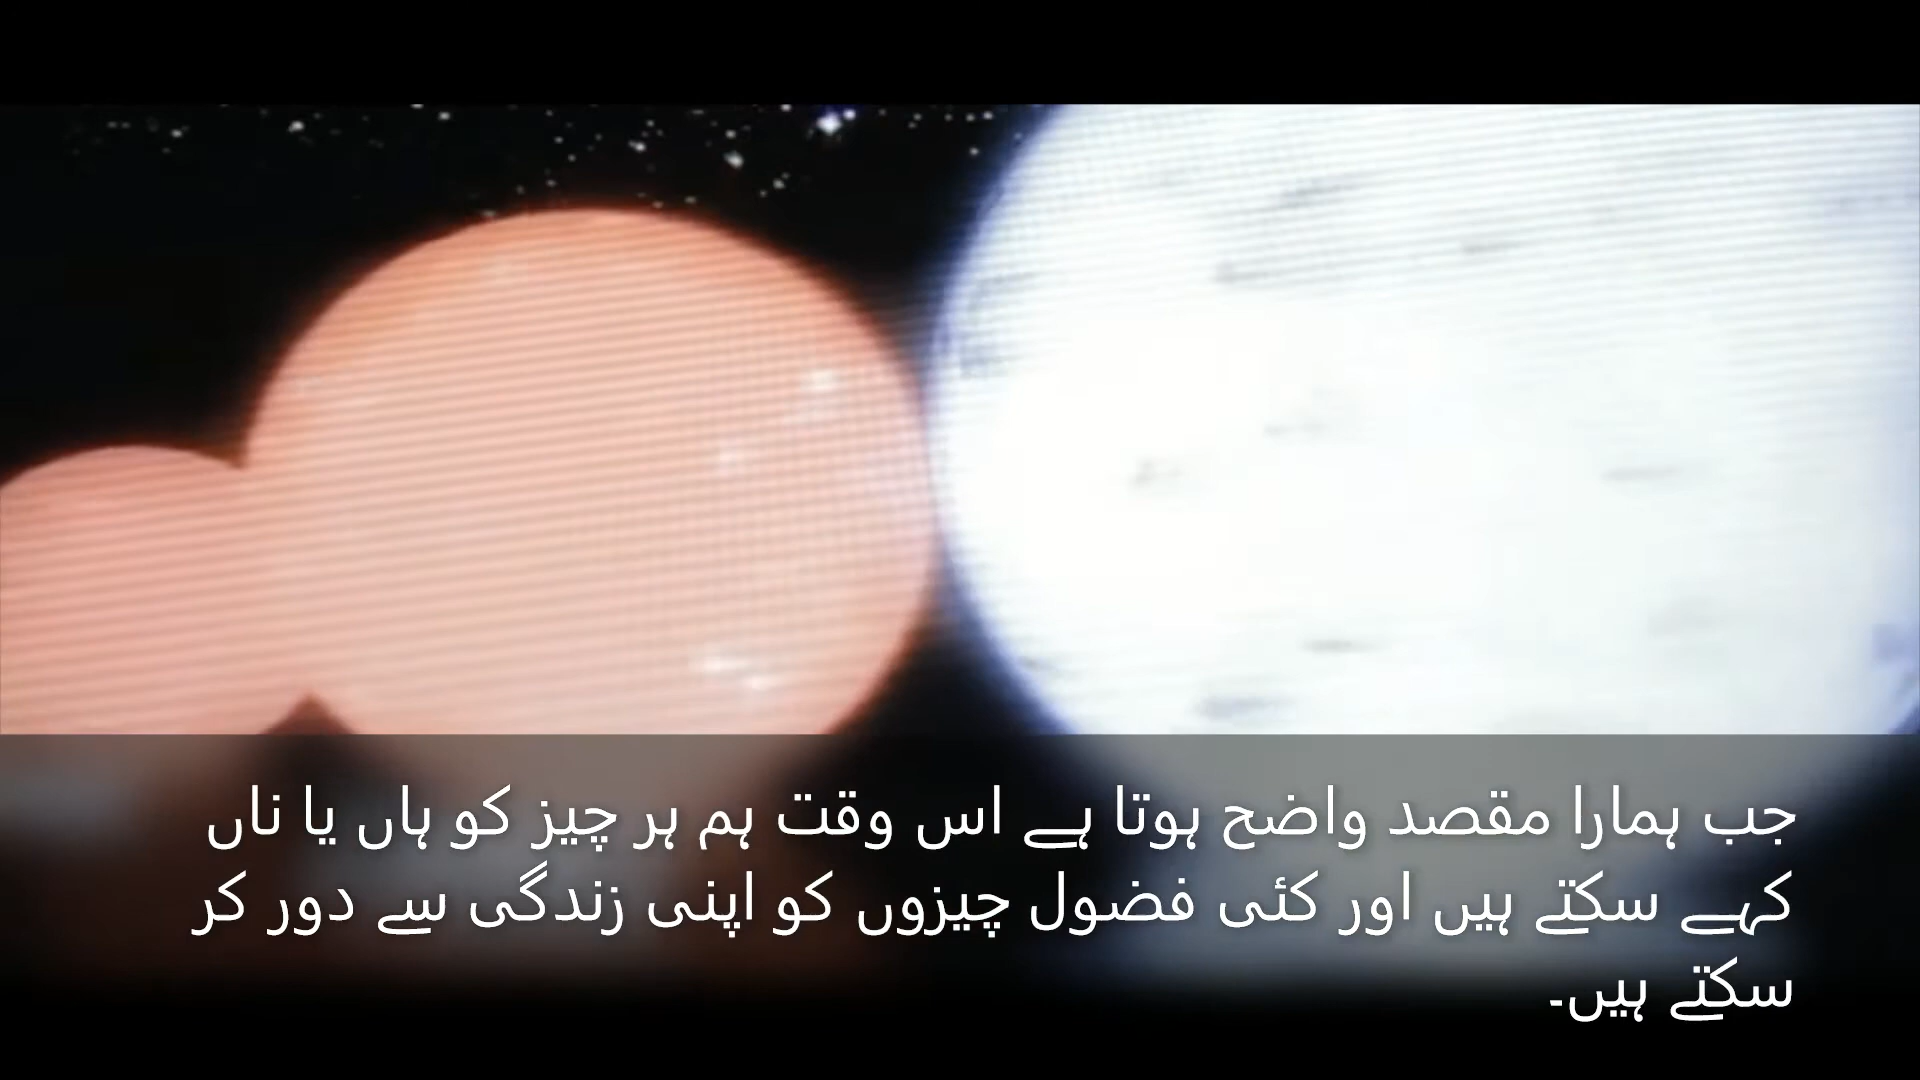 جب ہمارا مقصد واضح ہوتا ہے اس وقت ہم ہر چیز کو ہاں یا ناں
کہے سکتے ہیں اور کئی فضول چیزوں کو اپنی زندگی سے دور کر
سکتے ہیں۔